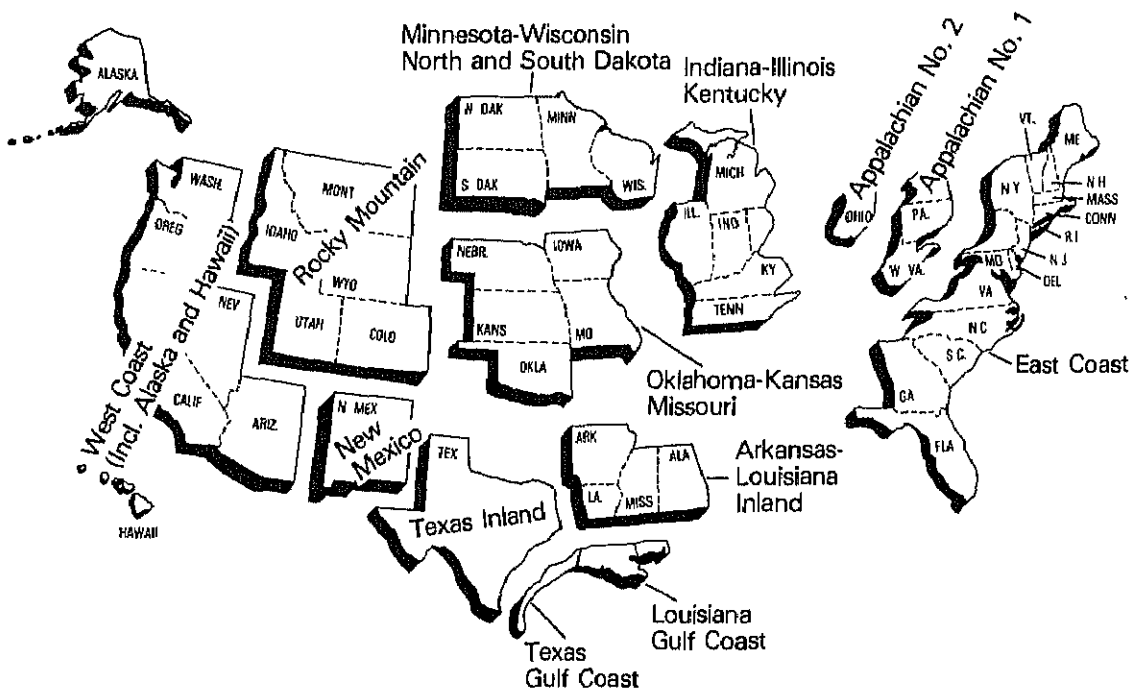 Minnesota-Wisconsin
North and South Dakota
Indiana-Illinois
Kentucky
Appalachian No. 2
Appalachian No. 1
ALASKA
WASH.
OREG
NEV
CALIF
ARIZ.
HAWAII
West Coast
(Incl. Alaska and Hawaii)
MONT
IDAHO
WYO
UTAH
COLO
Rocky Mountain
N MEX
New
Mexico
N DAK
MINN
S DAK
WIS.
NEBR.
IOWA
KANS
MO
OKLA
Oklahoma-Kansas
Missouri
MICH
ILL.
IND
KY
TENN
OHIO
PA.
W VA.
VT.
ME
N Y
N H
MASS
CONN
R I
N J
DEL
MD
VA
N C
S C.
GA
FLA
East Coast
TEX
Texas Inland
ARK
ALA
LA.
MISS
Arkansas-
Louisiana
Inland
Louisiana
Gulf Coast
Texas
Gulf Coast